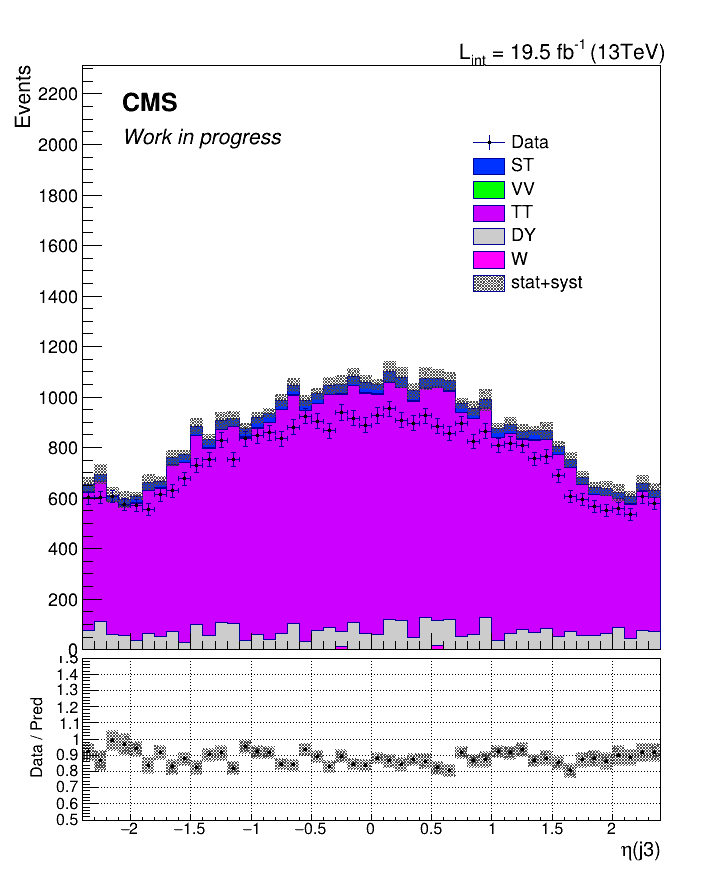 L_int = 19.5 fb^-1 (13TeV)
Events
CMS
Work in progress
Data
ST
VV
TT
DY
W
stat+syst
2200
2000
1800
1600
1400
1200
1000
800
600
400
200
0
Data / Pred
1.5
1.4
1.3
1.2
1.1
1
0.9
0.8
0.7
0.6
0.5
−2 −1.5 −1 −0.5 0 0.5 1 1.5 2
η(j3)